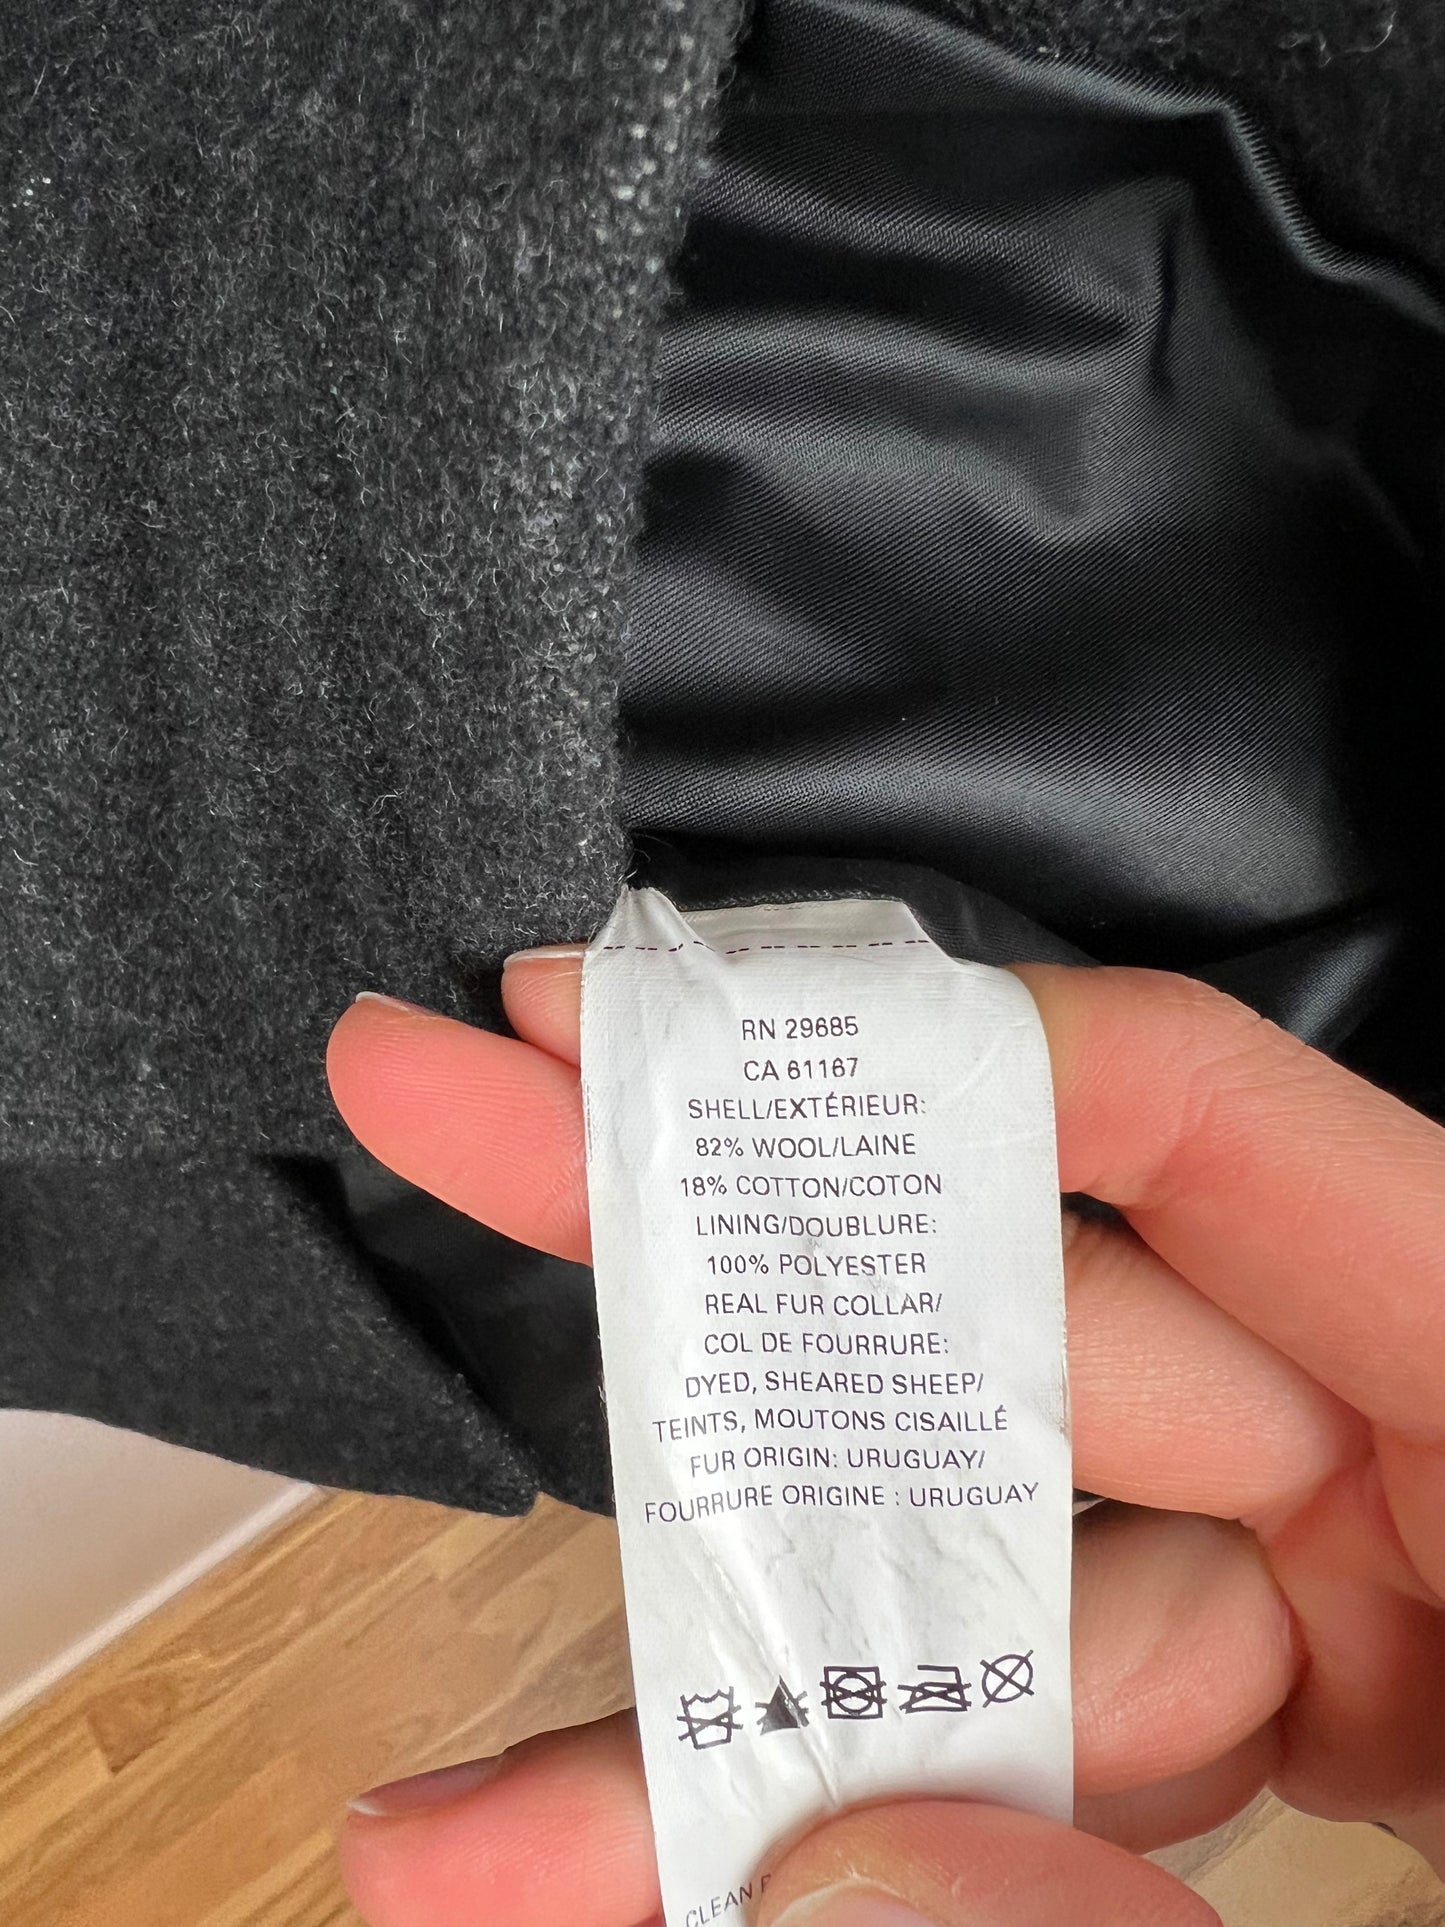 RN 29685
CA 61167
SHELL/EXTÉRIEUR:
82% WOOL/LAINE
18% COTTON/COTON
LINING/DOUBLURE:
100% POLYESTER
REAL FUR COLLAR/
COL DE FOURRURE:
DYED, SHEARED SHEEP/
TEINTS, MOUTONS CISAILLÉ
FUR ORIGIN: URUGUAY/
FOURRURE ORIGINE : URUGUAY
CLEAN